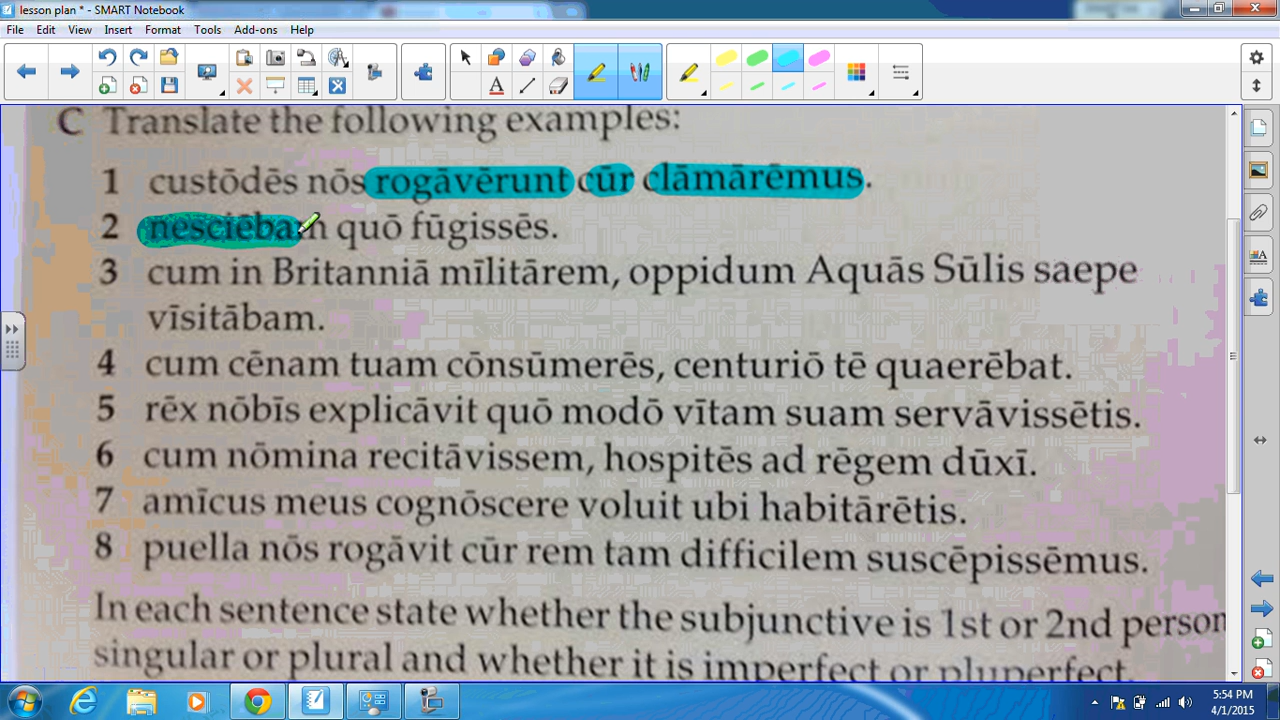 lesson plan * - SMART Notebook
File Edit View Insert Format Tools Add-ons Help
C Translate the following examples:
1 custōdēs nōs rogāvērunt cūr clāmārēmus.
2 nesciēbam quō fūgissēs.
3 cum in Britanniā mīlitārem, oppidum Aquās Sūlis saepe
vīsitābam.
4 cum cēnam tuam cōnsūmerēs, centuriō tē quaerēbat.
5 rēx nōbīs explicāvit quō modō vītam suam servāvissētis.
6 cum nōmina recitāvissem, hospitēs ad rēgem dūxī.
7 amīcus meus cognōscere voluit ubi habitārētis.
8 puella nōs rogāvit cūr rem tam difficilem suscēpissēmus.
In each sentence state whether the subjunctive is 1st or 2nd person
singular or plural and whether it is imperfect or pluperfect.
5:54 PM
4/1/2015